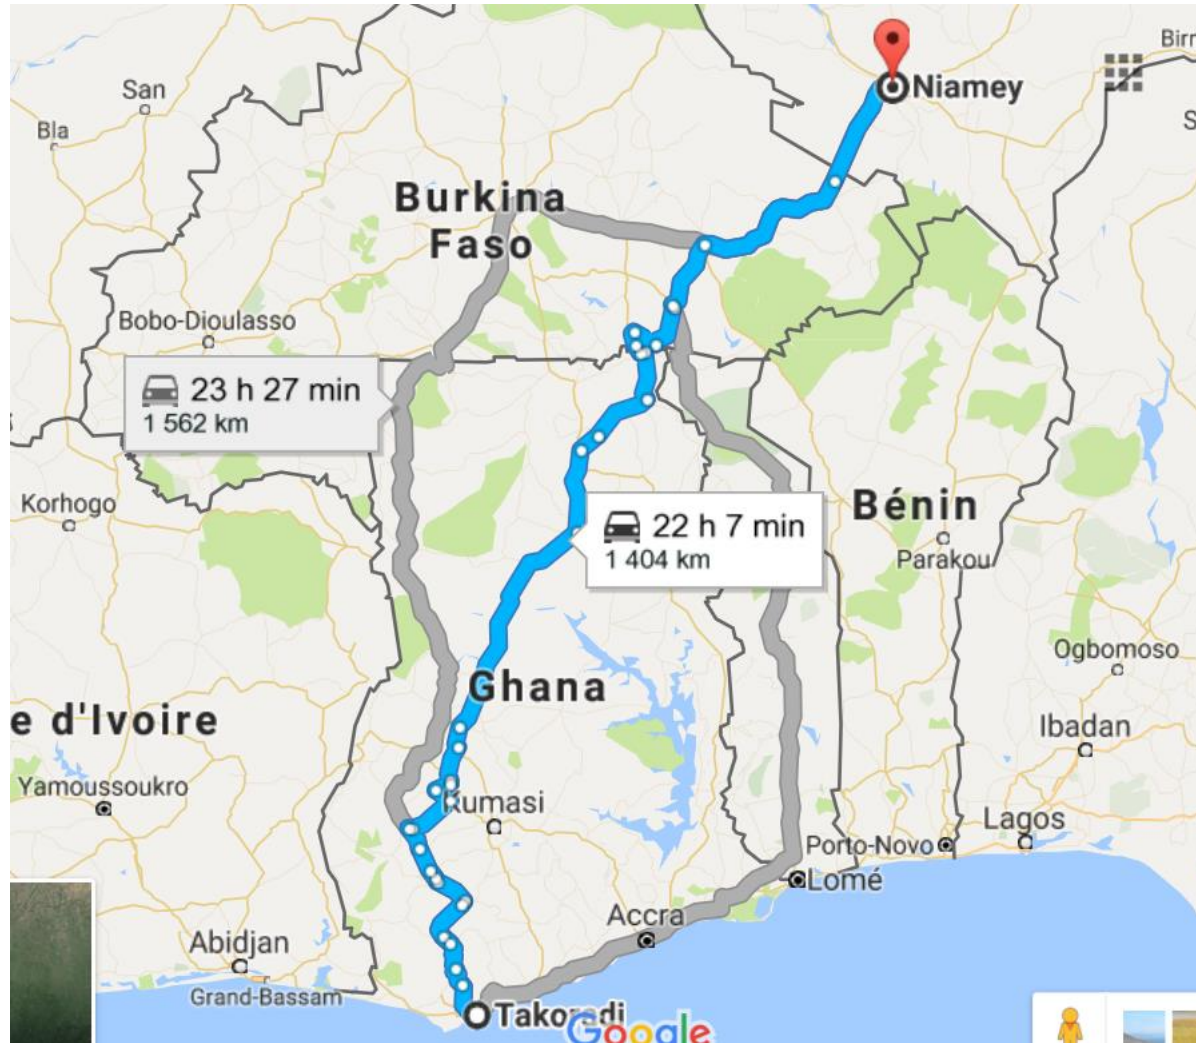 Birr
San
Niamey
Bla
S
Burkina
Faso
Bobo-Dioulasso
23 h 27 min
1 562 km
Korhogo
22 h 7 min
1 404 km
Bénin
Parakou
Ogbomoso
Ghana
e d'Ivoire
Ibadan
Yamoussoukro
Kumasi
Lagos
Porto-Novo
Lomé
Accra
Abidjan
Grand-Bassam
Takoradi
Google